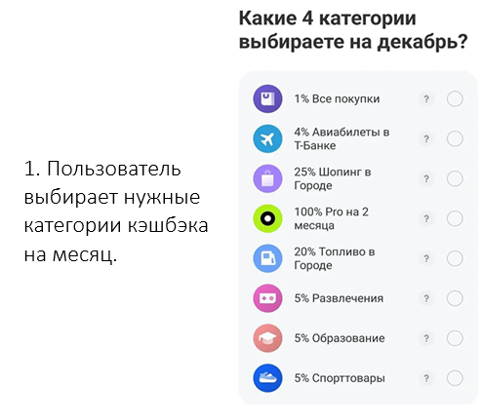 Какие 4 категории
выбираете на декабрь?
1. Пользователь
выбирает нужные
категории кэшбэка
на месяц.
1% Все покупки
?
4% Авиабилеты в
Т-Банке
?
25% Шопинг в
Городе
?
100% Pro на 2
месяца
?
20% Топливо в
Городе
?
5% Развлечения
?
5% Образование
?
5% Спорттовары
?